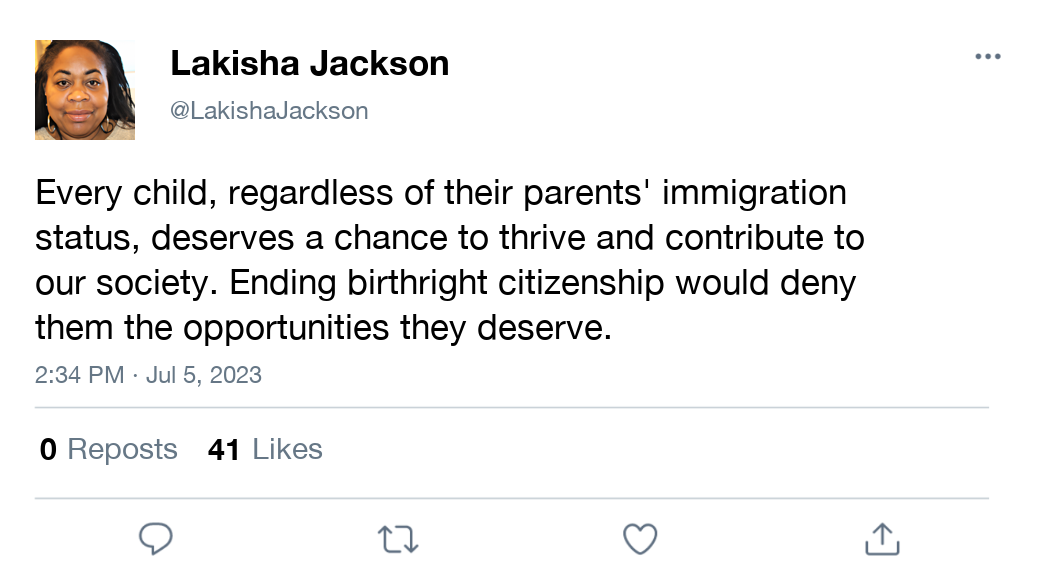 Lakisha Jackson
@LakishaJackson
Every child, regardless of their parents' immigration
status, deserves a chance to thrive and contribute to
our society. Ending birthright citizenship would deny
them the opportunities they deserve.
2:34 PM · Jul 5, 2023
0 Reposts 41 Likes